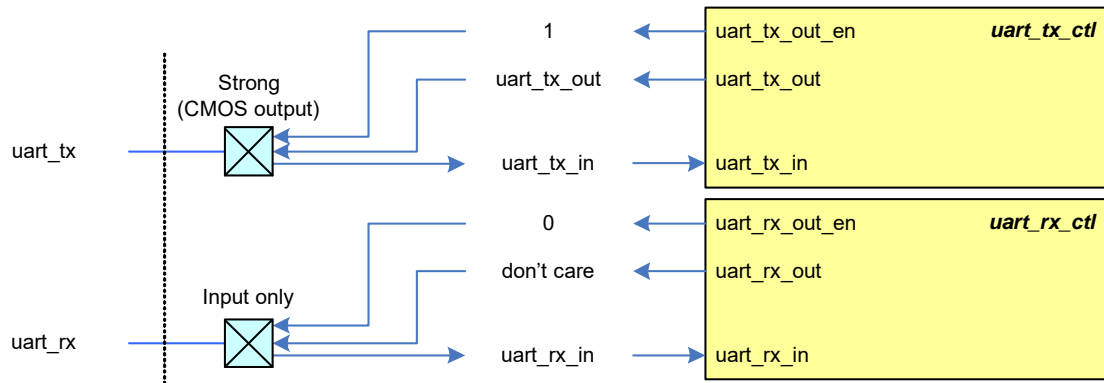 1
uart_tx_out_en
uart_tx_ctl
Strong
(CMOS output)
uart_tx_out
uart_tx_out
uart_tx
uart_tx_in
uart_tx_in
0
uart_rx_out_en
uart_rx_ctl
Input only
don't care
uart_rx_out
uart_rx
uart_rx_in
uart_rx_in